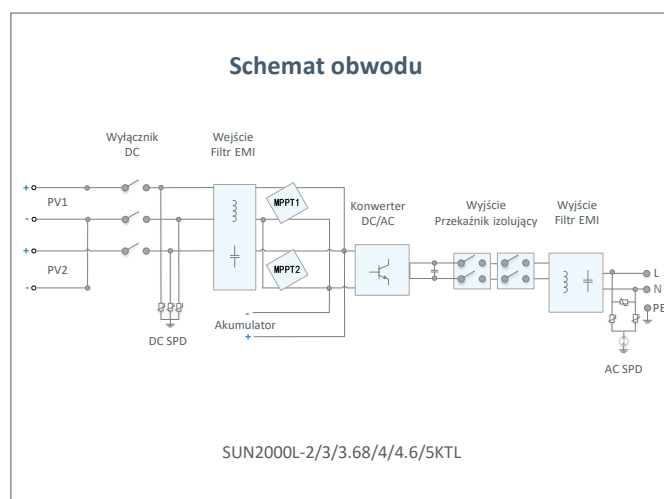 Schemat obwodu
Wyłącznik
DC
Wejście
Filtr EMI
+
PV1
-
+
PV2
-
MPPT1
MPPT2
Konwerter
DC/AC
Wyjście
Przekaźnik izolujący
Wyjście
Filtr EMI
L
N
PE
DC SPD
-
Akumulator
+
AC SPD
SUN2000L-2/3/3.68/4/4.6/5KTL